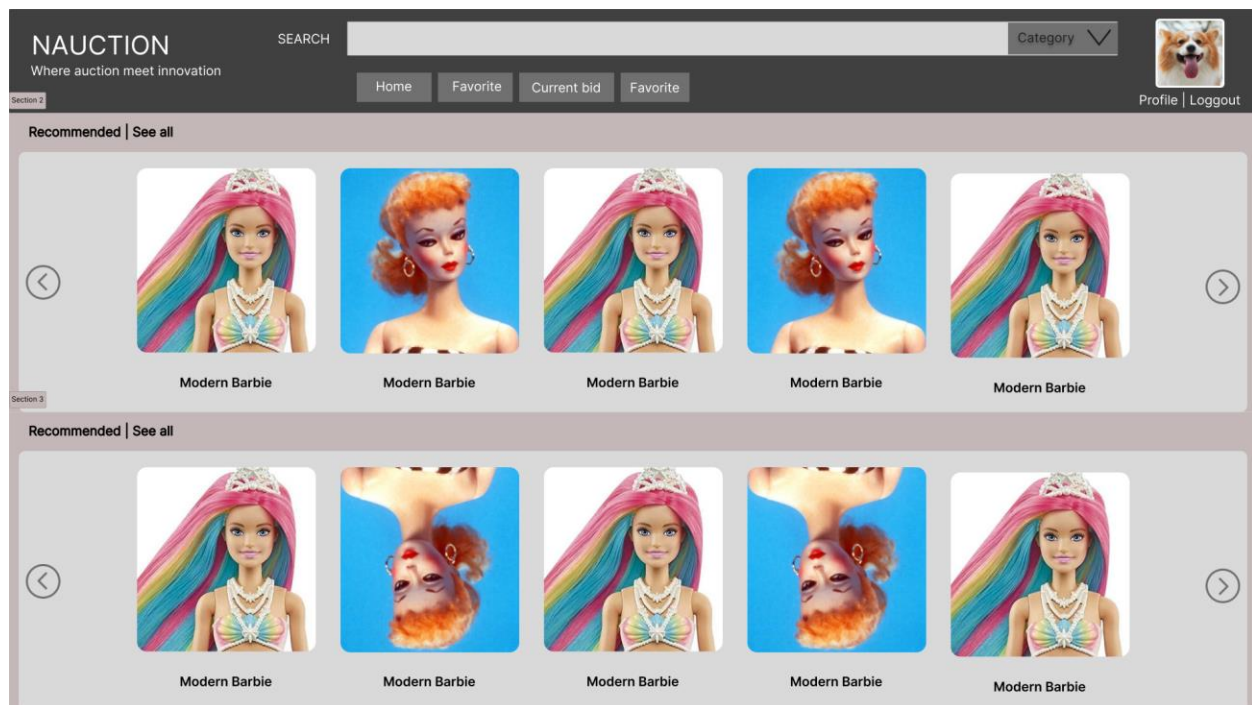 NAUCTION
Where auction meet innovation
SEARCH
Category
Home Favorite Current bid Favorite
Profile | Loggout
Section 2
Recommended | See all
Modern Barbie Modern Barbie Modern Barbie Modern Barbie Modern Barbie
Section 3
Recommended | See all
Modern Barbie Modern Barbie Modern Barbie Modern Barbie Modern Barbie